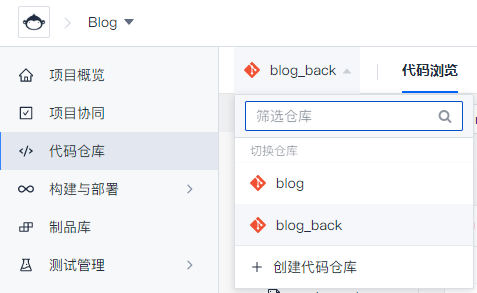 Blog
项目概览
项目协同
代码仓库
构建与部署
制品库
测试管理
blog_back
代码浏览
筛选仓库
切换仓库
blog
blog_back
创建代码仓库